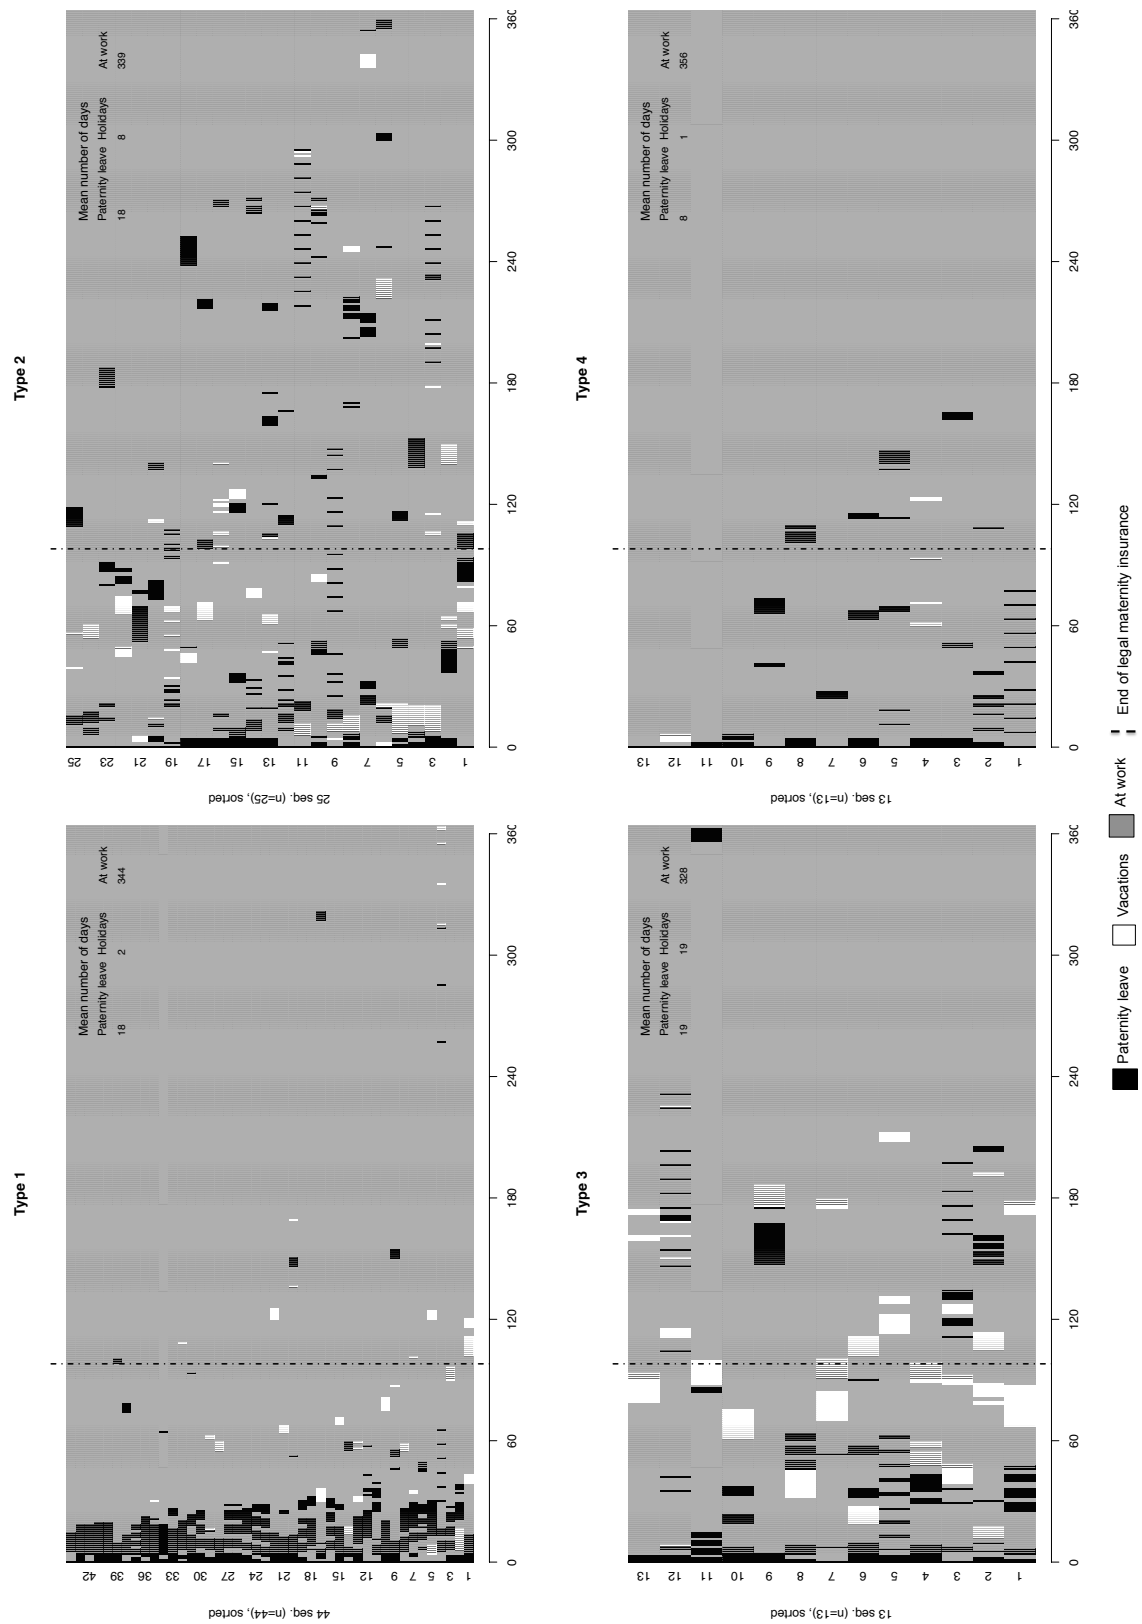 Type 1
Mean number of days
Paternity leave Holidays At work
18 2 344
44 seq. (n=44), sorted
42
39
36
33
30
27
24
21
18
15
12
9
7
5
3
1
0 60 120 180 240 300 360
Type 2
Mean number of days
Paternity leave Holidays At work
18 8 339
25 seq. (n=25), sorted
25
23
21
19
17
15
13
11
9
7
5
3
1
0 60 120 180 240 300 360
Type 3
Mean number of days
Paternity leave Holidays At work
19 19 328
13 seq. (n=13), sorted
13
12
11
10
9
8
7
6
5
4
3
2
1
0 60 120 180 240 300 360
Type 4
Mean number of days
Paternity leave Holidays At work
8 1 356
13 seq. (n=13), sorted
13
12
11
10
9
8
7
6
5
4
3
2
1
0 60 120 180 240 300 360
Paternity leave Vacations At work End of legal maternity insurance